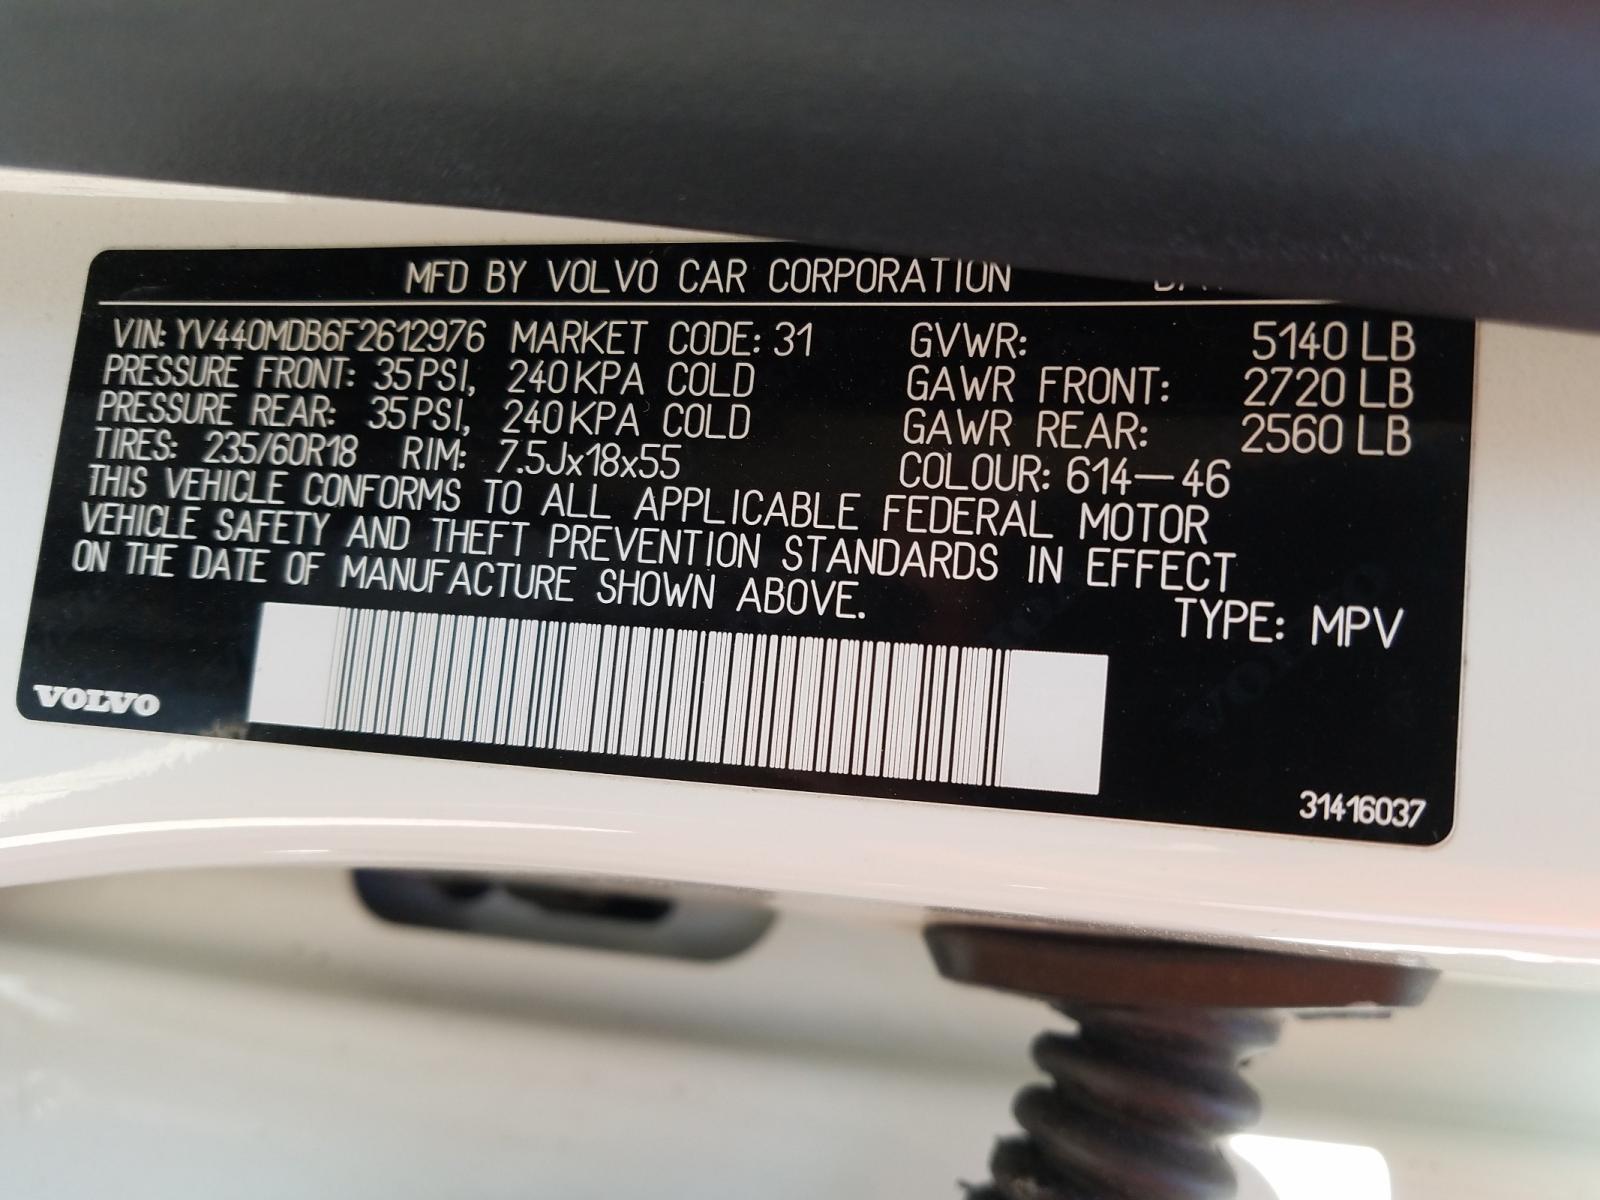 MFD BY VOLVO CAR CORPORATION
VIN: YV440MDB6F2612976 MARKET CODE: 31 GVWR: 5140 LB
PRESSURE FRONT: 35 PSI, 240 KPA COLD GAWR FRONT: 2720 LB
PRESSURE REAR: 35 PSI, 240 KPA COLD GAWR REAR: 2560 LB
TIRES: 235/60R18 RIM: 7.5Jx18x55 COLOUR: 614-46
THIS VEHICLE CONFORMS TO ALL APPLICABLE FEDERAL MOTOR
VEHICLE SAFETY AND THEFT PREVENTION STANDARDS IN EFFECT
ON THE DATE OF MANUFACTURE SHOWN ABOVE.
TYPE: MPV
VOLVO
31416037